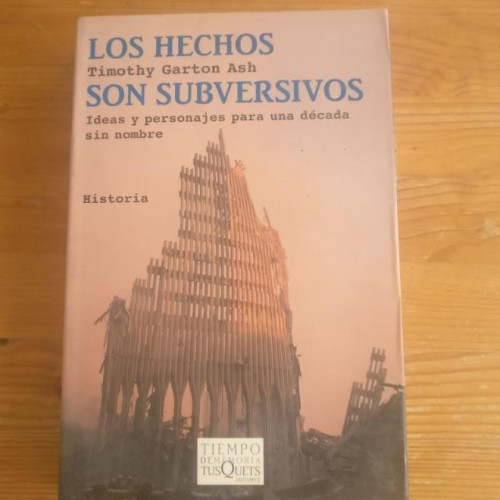 LOS HECHOS
Timothy Garton Ash
SON SUBVERSIVOS
Ideas y personajes para una década
sin nombre
Historia
TIEMPO
DE MEMORIA
TUSQUETS
EDITORES